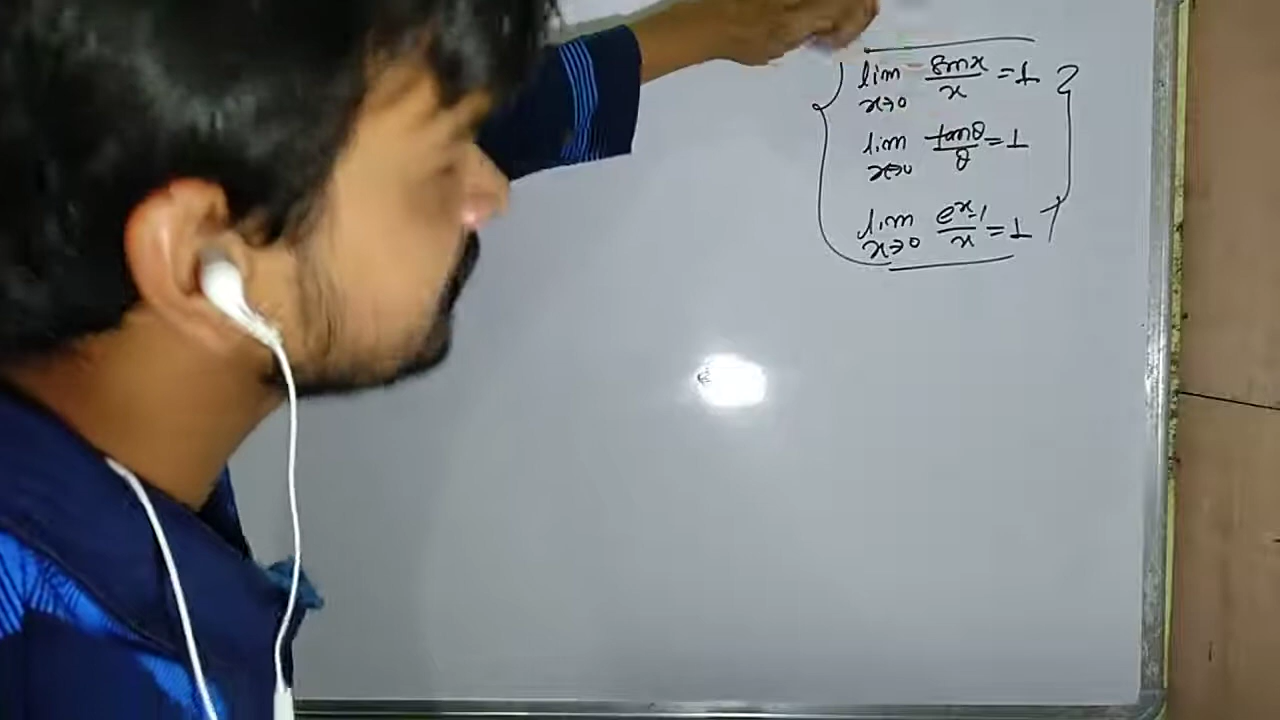 lim x→0 sinx/x = 1
lim x→0 tanθ/θ = 1
lim x→0 e^x-1/x = 1